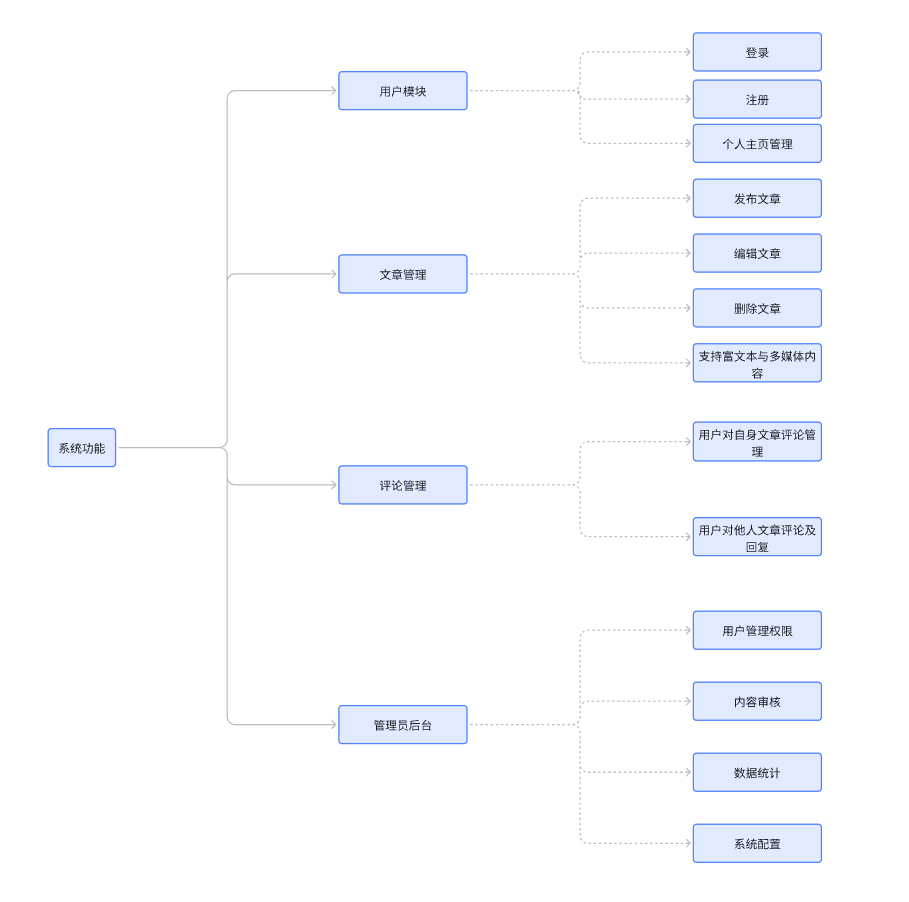 系统功能
用户模块
登录
注册
个人主页管理
文章管理
发布文章
编辑文章
删除文章
支持富文本与多媒体内
容
评论管理
用户对自身文章评论管
理
用户对他人文章评论及
回复
管理员后台
用户管理权限
内容审核
数据统计
系统配置